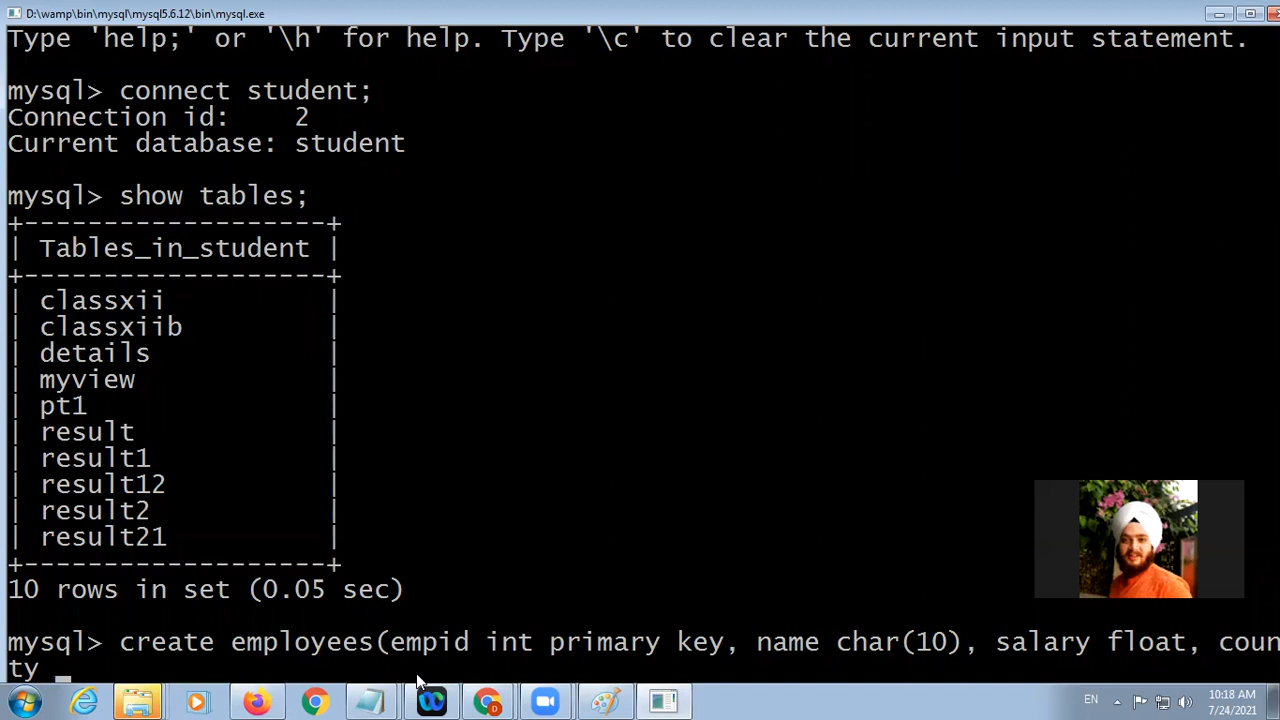 D:\wamp\bin\mysql\mysql5.6.12\bin\mysql.exe
Type 'help;' or '\h' for help. Type '\c' to clear the current input statement.
mysql> connect student;
Connection id:    2
Current database: student
mysql> show tables;
+--------------------+
| Tables_in_student |
+--------------------+
| classxii |
| classxiib |
| details |
| myview |
| pt1 |
| result |
| result1 |
| result12 |
| result2 |
| result21 |
+--------------------+
10 rows in set (0.05 sec)
mysql> create employees(empid int primary key, name char(10), salary float, coun
ty _
EN
10:18 AM
7/24/2021